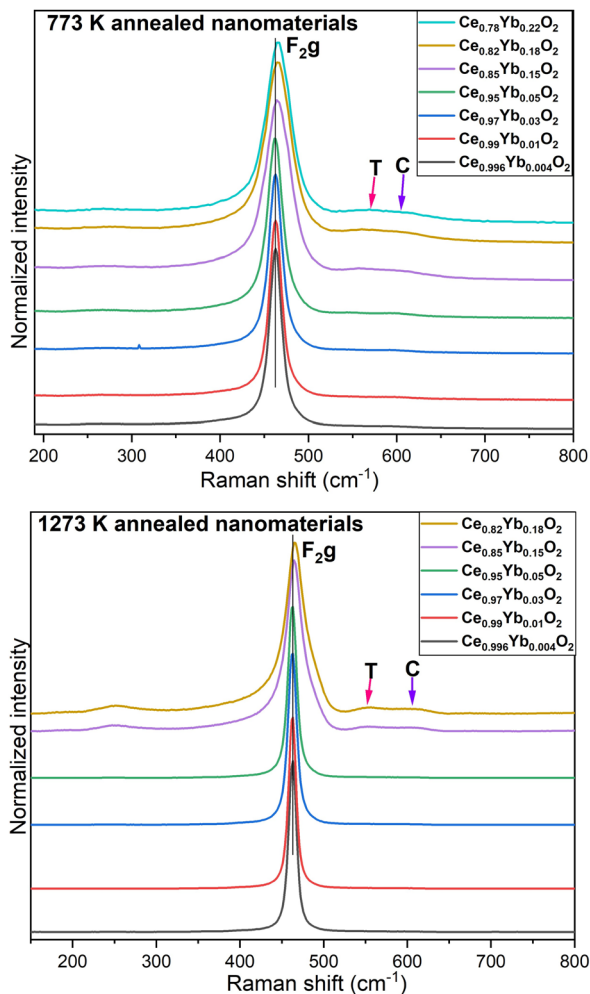 773 K annealed nanomaterials
F₂g
Ce₀.₇₈Yb₀.₂₂O₂
Ce₀.₈₂Yb₀.₁₈O₂
Ce₀.₈₅Yb₀.₁₅O₂
Ce₀.₉₅Yb₀.₀₅O₂
Ce₀.₉₇Yb₀.₀₃O₂
Ce₀.₉₉Yb₀.₀₁O₂
Ce₀.₉₉₆Yb₀.₀₀₄O₂
T C
Normalized intensity
200 300 400 500 600 700 800
Raman shift (cm⁻¹)
1273 K annealed nanomaterials
F₂g
Ce₀.₈₂Yb₀.₁₈O₂
Ce₀.₈₅Yb₀.₁₅O₂
Ce₀.₉₅Yb₀.₀₅O₂
Ce₀.₉₇Yb₀.₀₃O₂
Ce₀.₉₉Yb₀.₀₁O₂
Ce₀.₉₉₆Yb₀.₀₀₄O₂
T C
Normalized intensity
200 300 400 500 600 700 800
Raman shift (cm⁻¹)